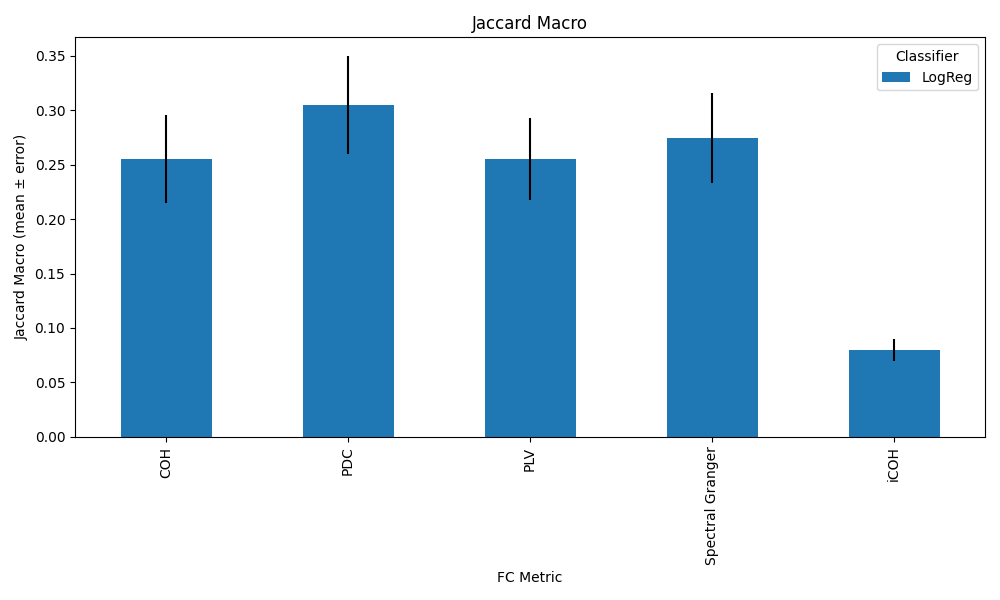 Jaccard Macro
Classifier
LogReg
Jaccard Macro (mean ± error)
0.35
0.30
0.25
0.20
0.15
0.10
0.05
0.00
COH
PDC
PLV
Spectral Granger
iCOH
FC Metric